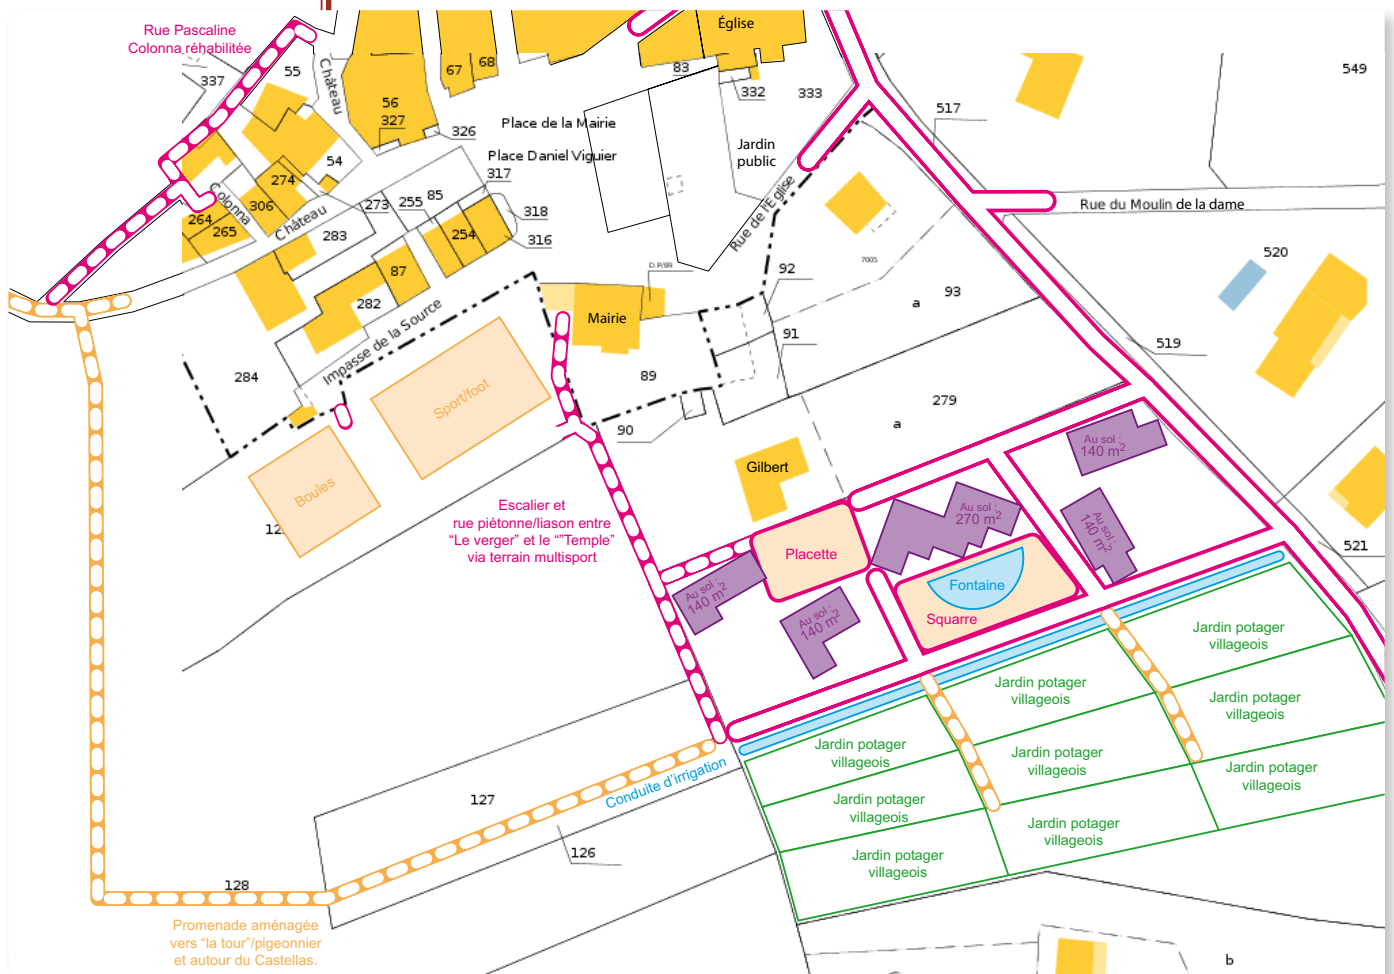 Rue Pascaline
Colonna réhabilitée
Église
337
55
Château
67
68
83
332
333
549
56
327
326
517
Place de la Mairie
Place Daniel Viguier
Jardin
public
54
274
317
273
255
85
Colonna
306
264
265
Château
283
254
318
316
Rue de l'Eglise
Rue du Moulin de la dame
520
87
282
D.P/89
92
7005
93
a
Impasse de la Source
Mairie
91
519
284
89
Sport/foot
279
a
90
Boules
12
Gilbert
Au sol :
140 m²
Escalier et
rue piétonne/liason entre
“Le verger” et le “”Temple”
via terrain multisport
Au sol :
270 m²
Au sol :
140 m²
521
Placette
Fontaine
Squarre
Au sol :
140 m²
Au sol :
140 m²
Jardin potager
villageois
Jardin potager
villageois
Jardin potager
villageois
Jardin potager
villageois
Jardin potager
villageois
Jardin potager
villageois
Jardin potager
villageois
Jardin potager
villageois
Jardin potager
villageois
Conduite d’irrigation
127
126
128
Promenade aménagée
vers “la tour”/pigeonnier
et autour du Castellas.
b